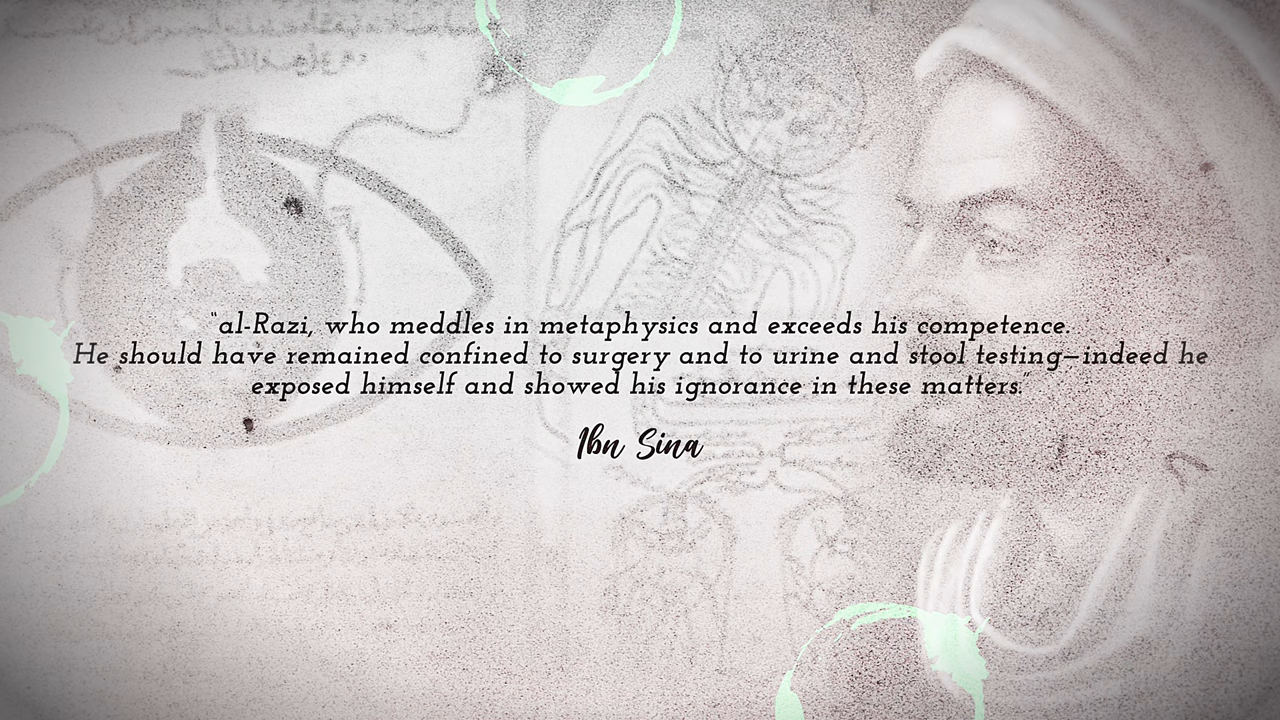 "al-Razi, who meddles in metaphysics and exceeds his competence.
He should have remained confined to surgery and to urine and stool testing—indeed he
exposed himself and showed his ignorance in these matters."
Ibn Sina